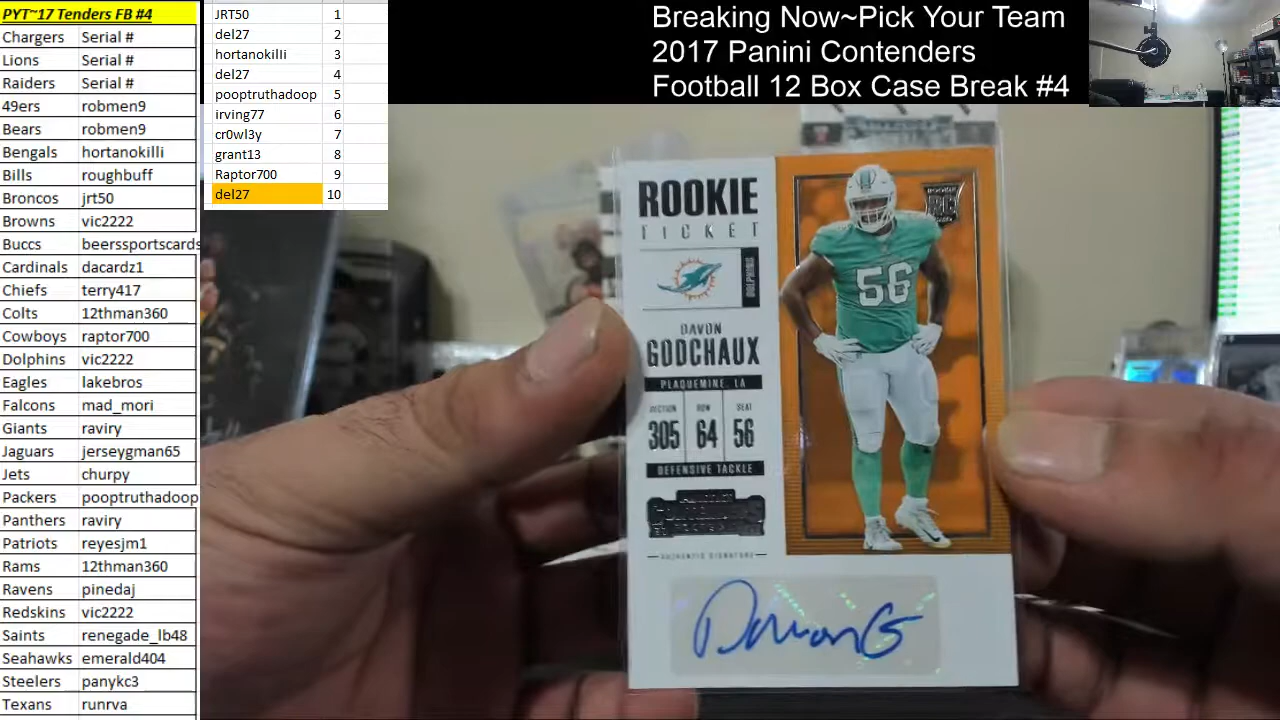 PYT~17 Tenders FB #4
Chargers Serial #
Lions Serial #
Raiders Serial #
49ers robmen9
Bears robmen9
Bengals hortanokilli
Bills roughbuff
Broncos jrt50
Browns vic2222
Buccs beerssportscards
Cardinals dacardz1
Chiefs terry417
Colts 12thman360
Cowboys raptor700
Dolphins vic2222
Eagles lakebros
Falcons mad_mori
Giants raviry
Jaguars jerseygman65
Jets churpy
Packers pooptruthadoop
Panthers raviry
Patriots reyesjm1
Rams 12thman360
Ravens pinedaj
Redskins vic2222
Saints renegade_lb48
Seahawks emerald404
Steelers panykc3
Texans runrva
JRT50 1
del27 2
hortanokilli 3
del27 4
pooptruthadoop 5
irving77 6
cr0wl3y 7
grant13 8
Raptor700 9
del27 10
Breaking Now~Pick Your Team
2017 Panini Contenders
Football 12 Box Case Break #4
ROOKIE
TICKET
DOLPHINS
DAVON
GODCHAUX
PLAQUEMINE, LA
SECTION ROW SEAT
305 64 56
DEFENSIVE TACKLE
AUTHENTIC SIGNATURE
ROOKIE
RC
56
Davon G